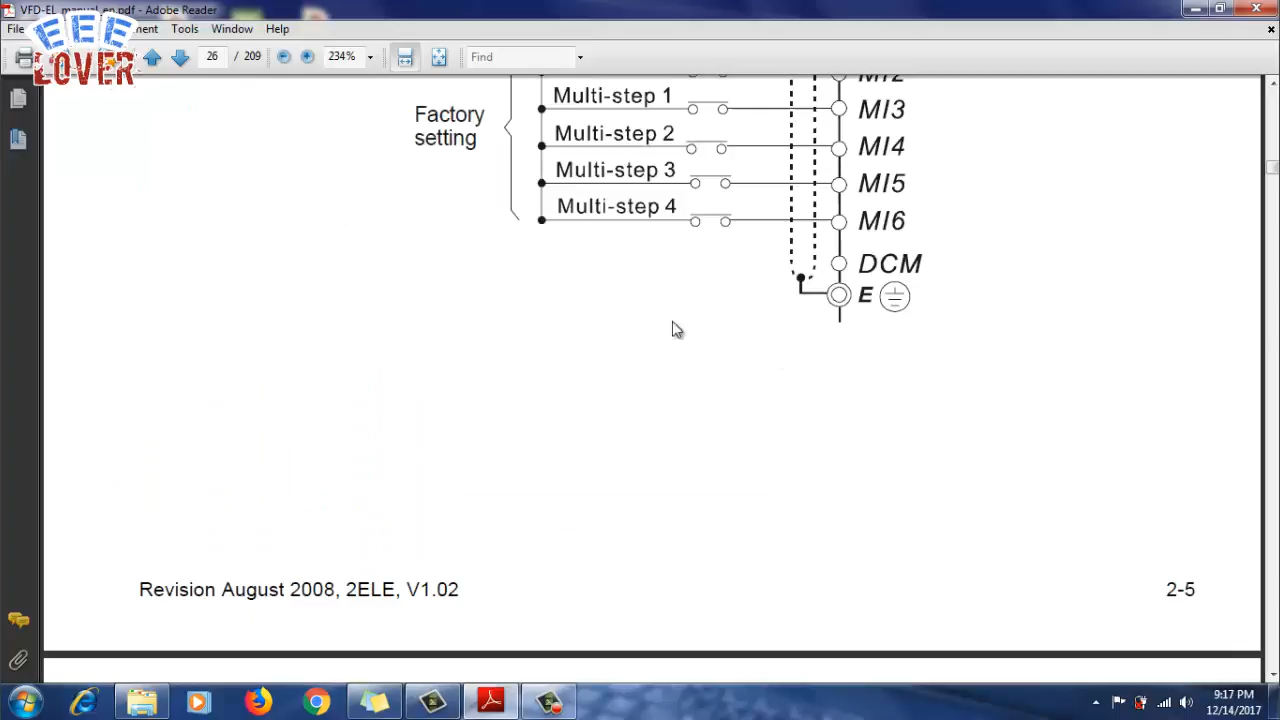 VFD-EL_manual_en.pdf - Adobe Reader
File ment Tools Window Help
EEE
LOVER
26 / 209 234% Find
MI2
Multi-step 1 MI3
Factory
setting
Multi-step 2 MI4
Multi-step 3 MI5
Multi-step 4 MI6
DCM
E
Revision August 2008, 2ELE, V1.02 2-5
9:17 PM
12/14/2017